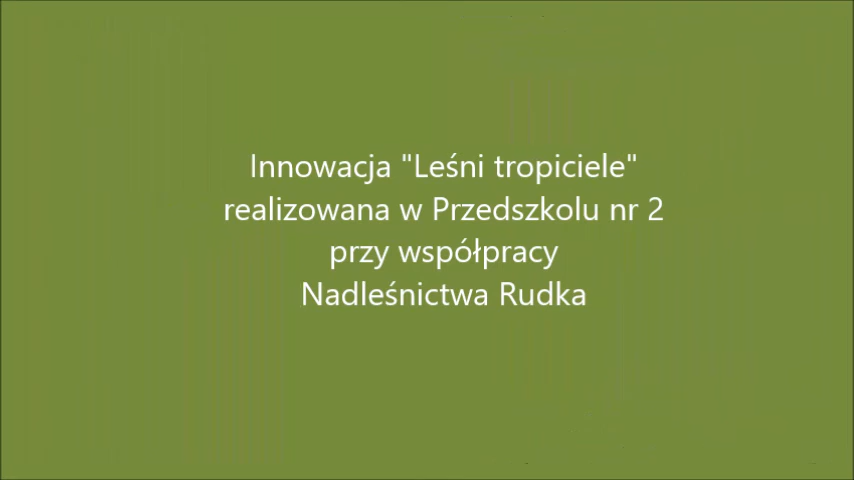 Innowacja "Leśni tropiciele"
realizowana w Przedszkolu nr 2
przy współpracy
Nadleśnictwa Rudka